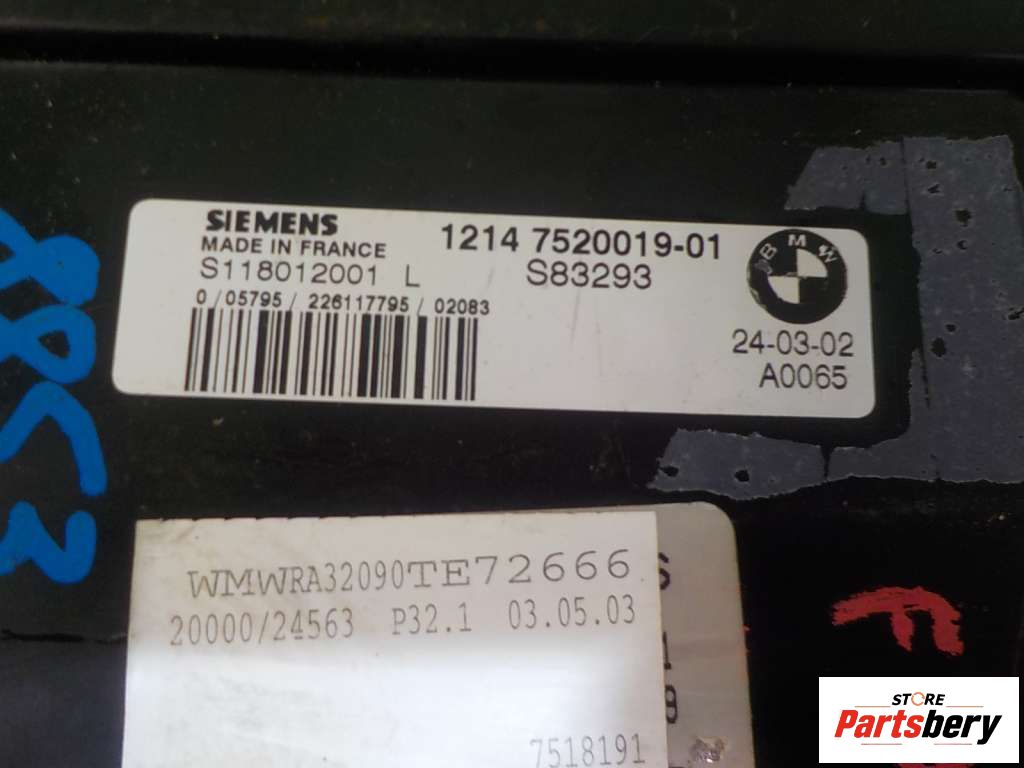 SIEMENS
MADE IN FRANCE
S118012001 L
0/05795/226117795/02083
1214 7520019-01
S83293
BMW
24-03-02
A0065
WMWRA32090TE72666
20000/24563 P32.1 03.05.03
7518191
STORE
Partsbery